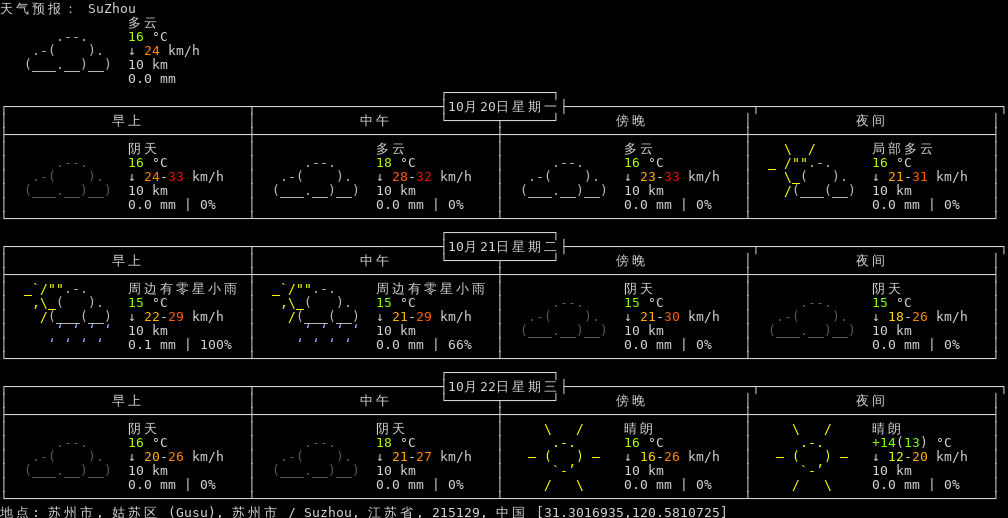 天气预报: SuZhou
多云
16 °C
↓ 24 km/h
10 km
0.0 mm
10月20日星期一
早上 中午 傍晚 夜间
阴天 多云 多云 局部多云
16 °C 18 °C 16 °C 16 °C
↓ 24-33 km/h ↓ 28-32 km/h ↓ 23-33 km/h ↓ 21-31 km/h
10 km 10 km 10 km 10 km
0.0 mm | 0% 0.0 mm | 0% 0.0 mm | 0% 0.0 mm | 0%
10月21日星期二
早上 中午 傍晚 夜间
周边有零星小雨 周边有零星小雨 阴天 阴天
15 °C 15 °C 15 °C 15 °C
↓ 22-29 km/h ↓ 21-29 km/h ↓ 21-30 km/h ↓ 18-26 km/h
10 km 10 km 10 km 10 km
0.1 mm | 100% 0.0 mm | 66% 0.0 mm | 0% 0.0 mm | 0%
10月22日星期三
早上 中午 傍晚 夜间
阴天 阴天 晴朗 晴朗
16 °C 18 °C 16 °C +14(13) °C
↓ 20-26 km/h ↓ 21-27 km/h ↓ 16-26 km/h ↓ 12-20 km/h
10 km 10 km 10 km 10 km
0.0 mm | 0% 0.0 mm | 0% 0.0 mm | 0% 0.0 mm | 0%
地点: 苏州市, 姑苏区 (Gusu), 苏州市 / Suzhou, 江苏省, 215129, 中国 [31.3016935,120.5810725]